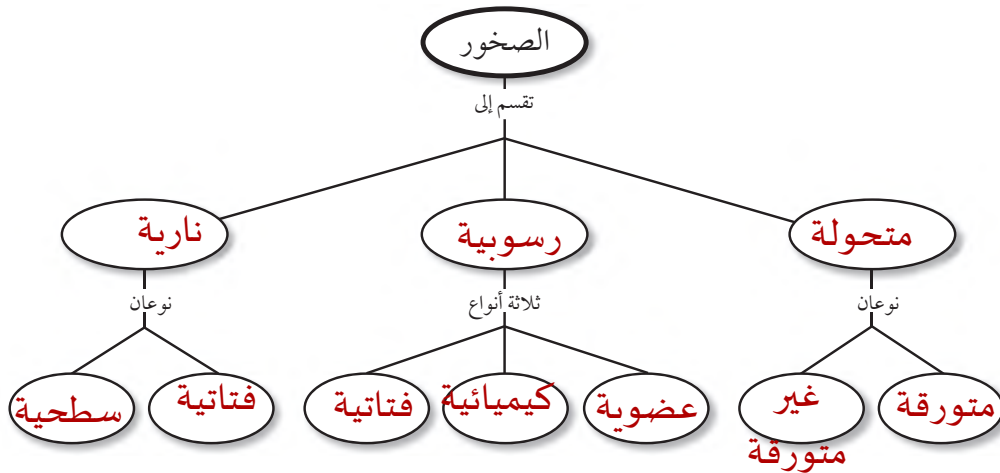 الصخور
تقسم إلى
متحولة
رسوبية
نارية
نوعان
ثلاثة أنواع
نوعان
متورقة
غير
متورقة
عضوية
كيميائية
فتاتية
فتاتية
سطحية